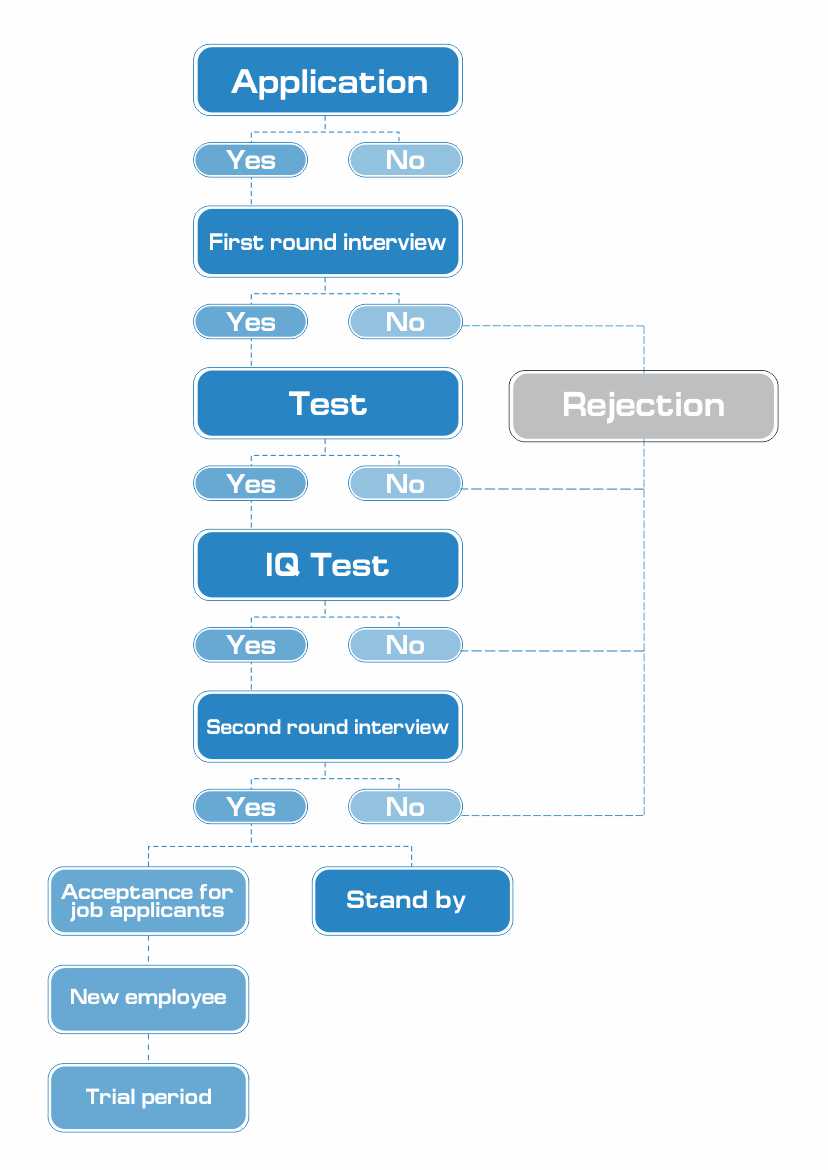 Application
Yes
No
First round interview
Yes
No
Test
Rejection
Yes
No
IQ Test
Yes
No
Second round interview
Yes
No
Acceptance for
job applicants
Stand by
New employee
Trial period